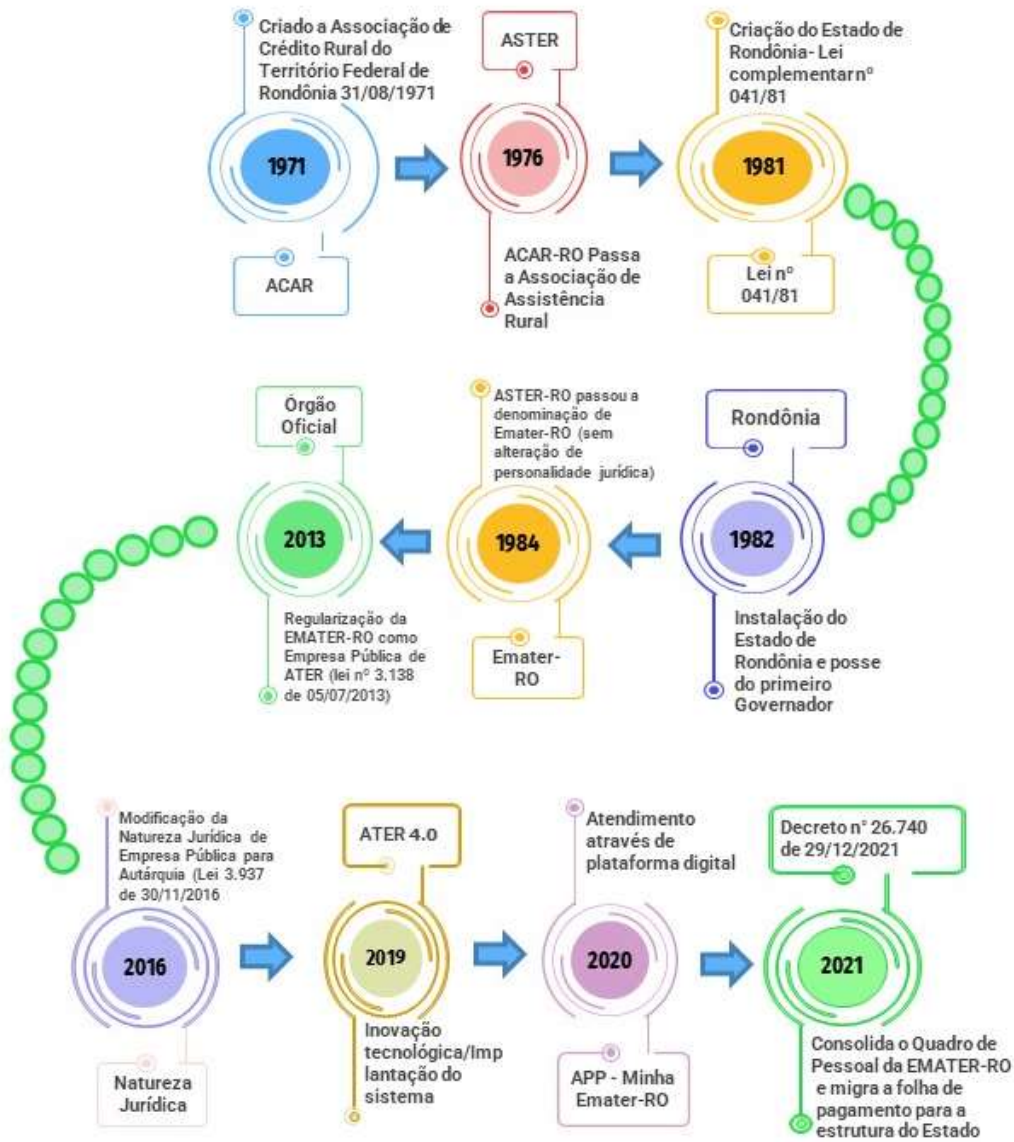 Criado a Associação de
Crédito Rural do
Território Federal de
Rondônia 31/08/1971
1971
ACAR
ASTER
1976
ACAR-RO Passa
a Associação de
Assistência
Rural
Criação do Estado de
Rondônia- Lei
complementar nº
041/81
1981
Lei nº
041/81
Rondônia
1982
Instalação do
Estado de
Rondônia e posse
do primeiro
Governador
ASTER-RO passou a
denominação de
Emater-RO (sem
alteração de
personalidade jurídica)
1984
Emater-
RO
Órgão
Oficial
2013
Regularização da
EMATER-RO como
Empresa Pública de
ATER (lei nº 3.138
de 05/07/2013)
Modificação da
Natureza Jurídica de
Empresa Pública para
Autárquia (Lei 3.937
de 30/11/2016
2016
Natureza
Jurídica
ATER 4.0
2019
Inovação
tecnológica/Imp
lantação do
sistema
Atendimento
através de
plataforma digital
2020
APP - Minha
Emater-RO
Decreto n° 26.740
de 29/12/2021
2021
Consolida o Quadro de
Pessoal da EMATER-RO
e migra a folha de
pagamento para a
estrutura do Estado